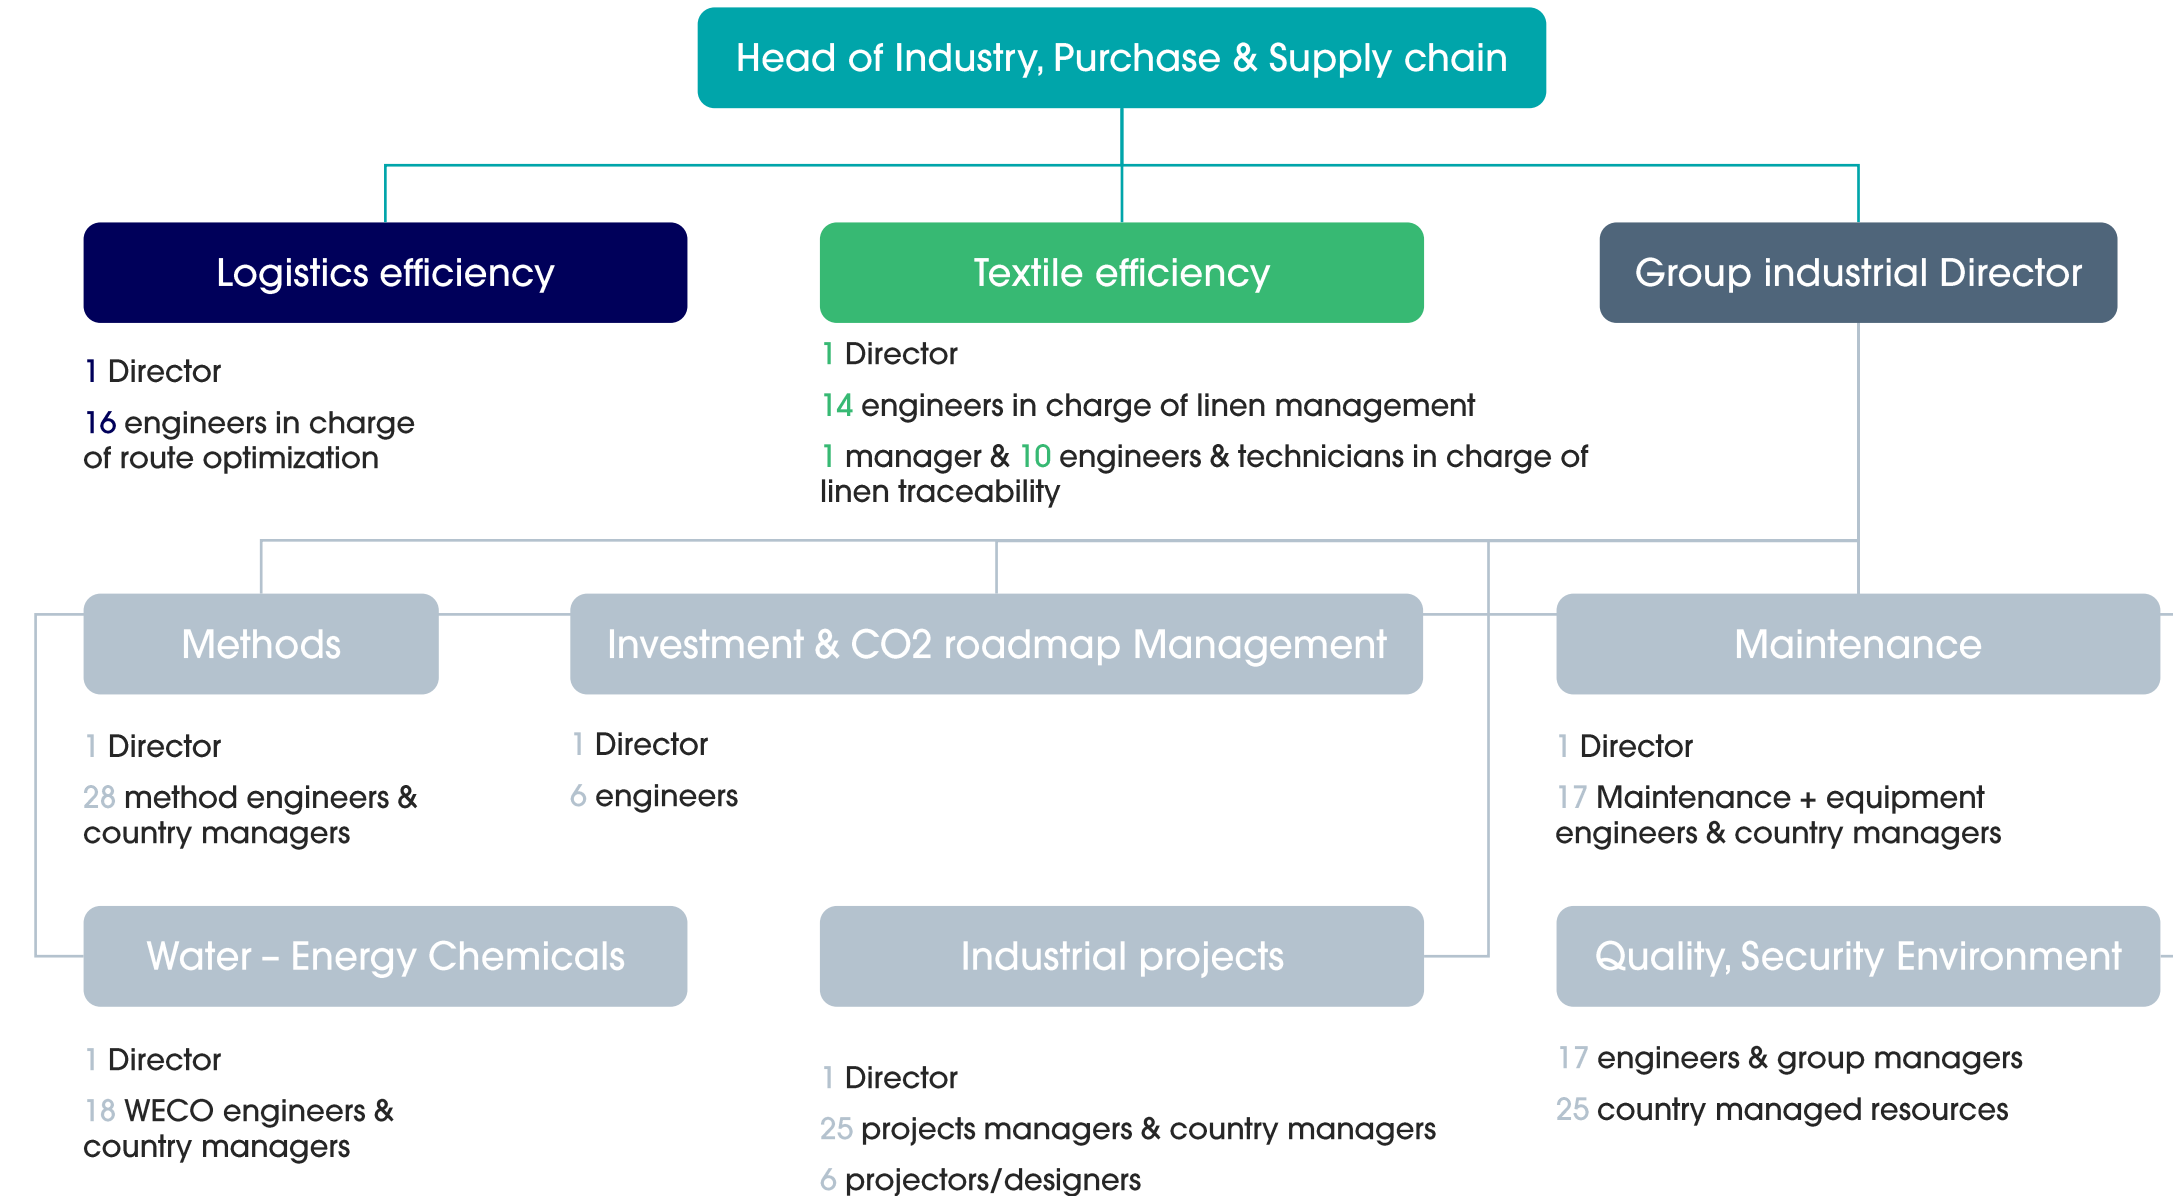 Head of Industry, Purchase & Supply chain
Logistics efficiency
1 Director
16 engineers in charge
of route optimization
Textile efficiency
1 Director
14 engineers in charge of linen management
1 manager & 10 engineers & technicians in charge of
linen traceability
Group industrial Director
Methods
1 Director
28 method engineers &
country managers
Investment & CO2 roadmap Management
1 Director
6 engineers
Maintenance
1 Director
17 Maintenance + equipment
engineers & country managers
Water – Energy Chemicals
1 Director
18 WECO engineers &
country managers
Industrial projects
1 Director
25 projects managers & country managers
6 projectors/designers
Quality, Security Environment
17 engineers & group managers
25 country managed resources